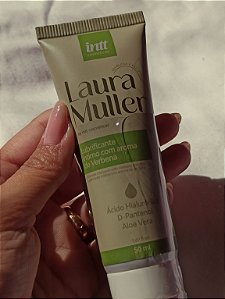 intt
Laura
Muller
Lubrificante
íntimo com aroma
de Verbena
Ácido Hialurônico
D-Pantenol
Aloe Vera
50 ml